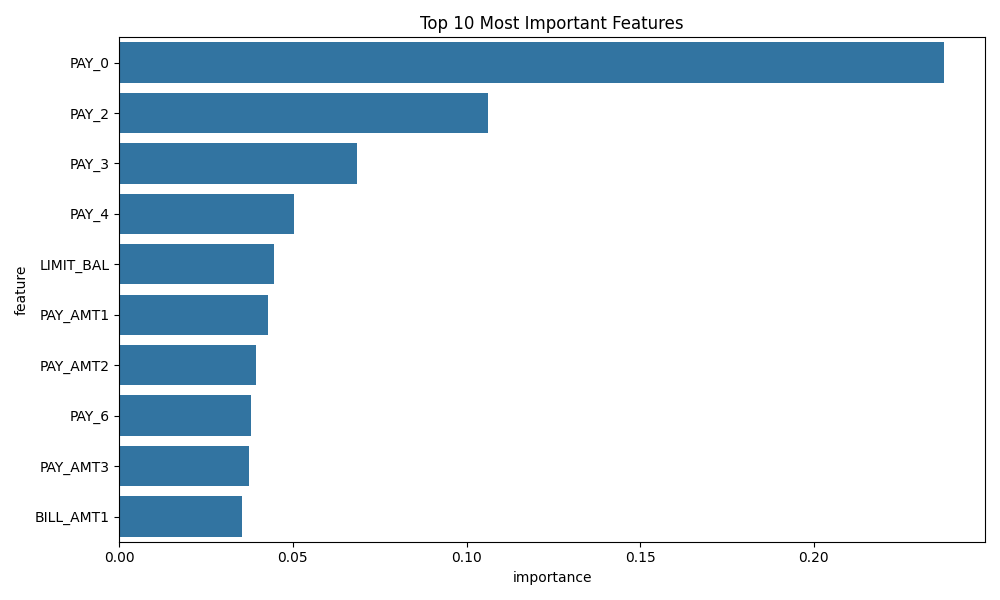 Top 10 Most Important Features
PAY_0
PAY_2
PAY_3
PAY_4
LIMIT_BAL
PAY_AMT1
PAY_AMT2
PAY_6
PAY_AMT3
BILL_AMT1
feature
0.00 0.05 0.10 0.15 0.20
importance